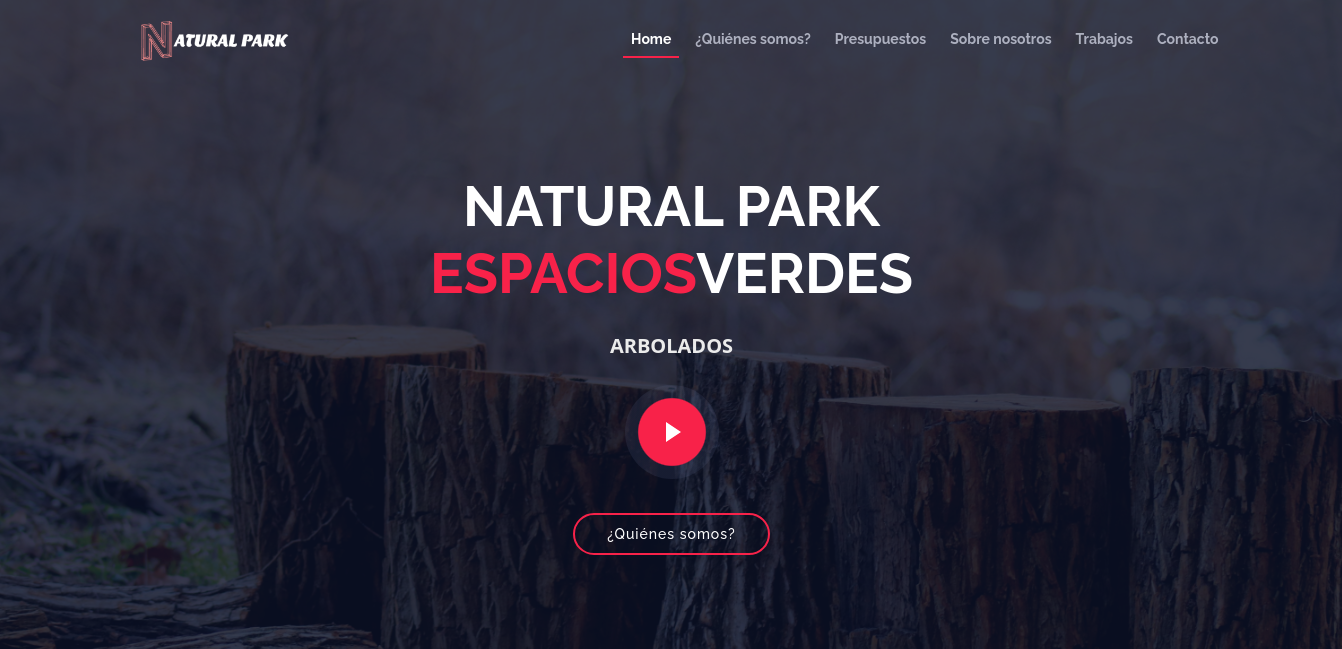 NATURAL PARK
Home ¿Quiénes somos? Presupuestos Sobre nosotros Trabajos Contacto
NATURAL PARK
ESPACIOSVERDES
ARBOLADOS
¿Quiénes somos?